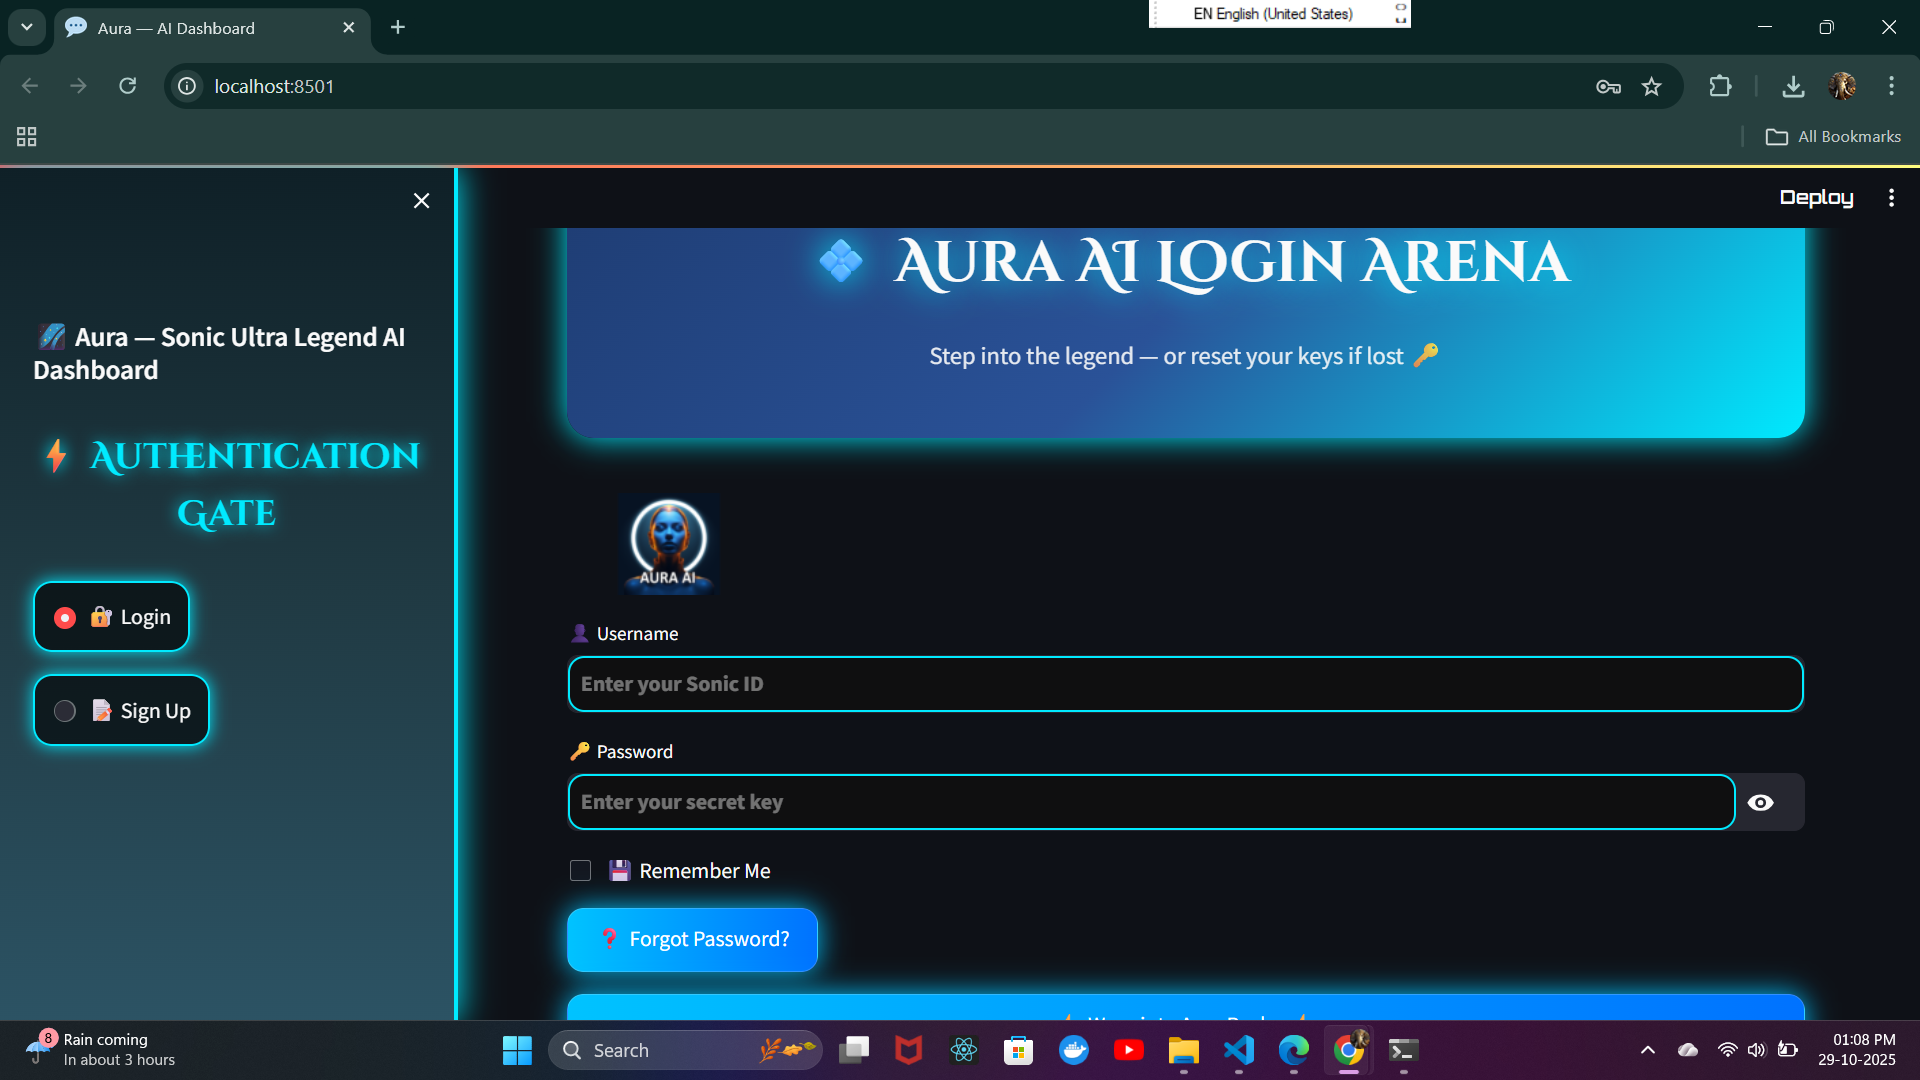 Aura — AI Dashboard
EN English (United States)
localhost:8501
All Bookmarks
Deploy
Aura — Sonic Ultra Legend AI
Dashboard
Authentication
Gate
Login
Sign Up
Aura AI Login Arena
Step into the legend — or reset your keys if lost
AURA AI
Username
Enter your Sonic ID
Password
Enter your secret key
Remember Me
Forgot Password?
8
Rain coming
In about 3 hours
Search
01:08 PM
29-10-2025